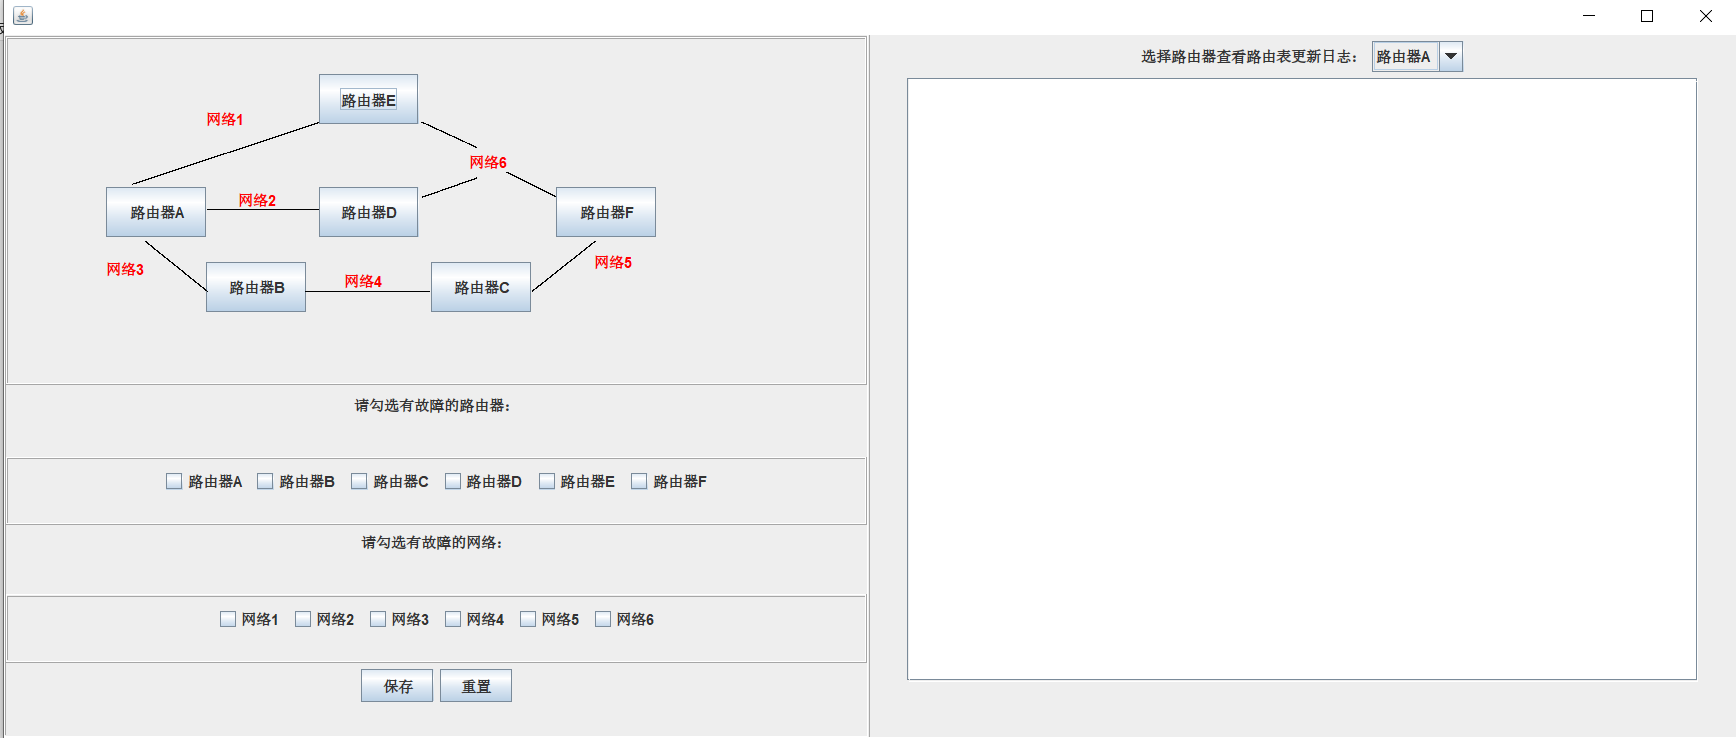 路由器E
网络1
网络6
路由器A
网络2
路由器D
路由器F
网络3
路由器B
网络4
路由器C
网络5
请勾选有故障的路由器：
路由器A 路由器B 路由器C 路由器D 路由器E 路由器F
请勾选有故障的网络：
网络1 网络2 网络3 网络4 网络5 网络6
保存 重置
选择路由器查看路由表更新日志： 路由器A